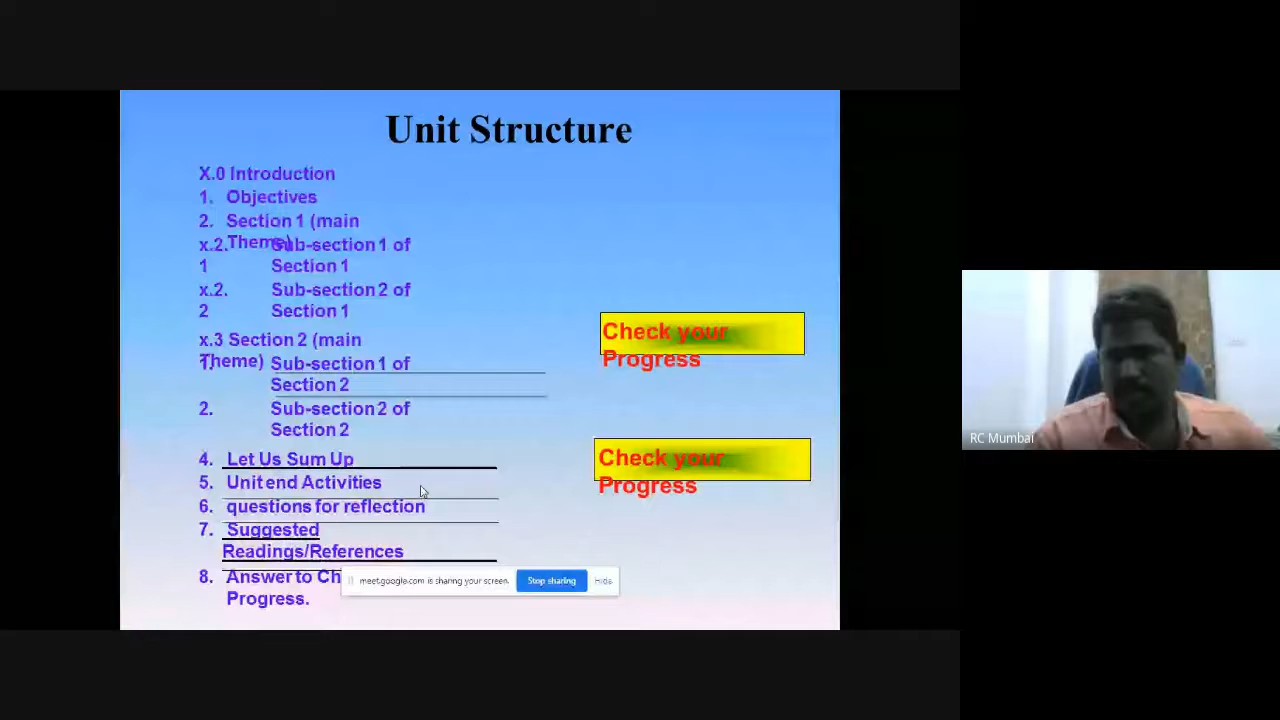 Unit Structure
X.0 Introduction
1. Objectives
2. Section 1 (main
Theme)
x.2. Sub-section 1 of
1 Section 1
x.2. Sub-section 2 of
2 Section 1
x.3 Section 2 (main
Theme)
1. Sub-section 1 of
Section 2
2. Sub-section 2 of
Section 2
4. Let Us Sum Up
5. Unit end Activities
6. questions for reflection
7. Suggested
Readings/References
8. Answer to Ch
Progress.
Check your
Progress
Check your
Progress
meet.google.com is sharing your screen. Stop sharing Hide
RC Mumbai